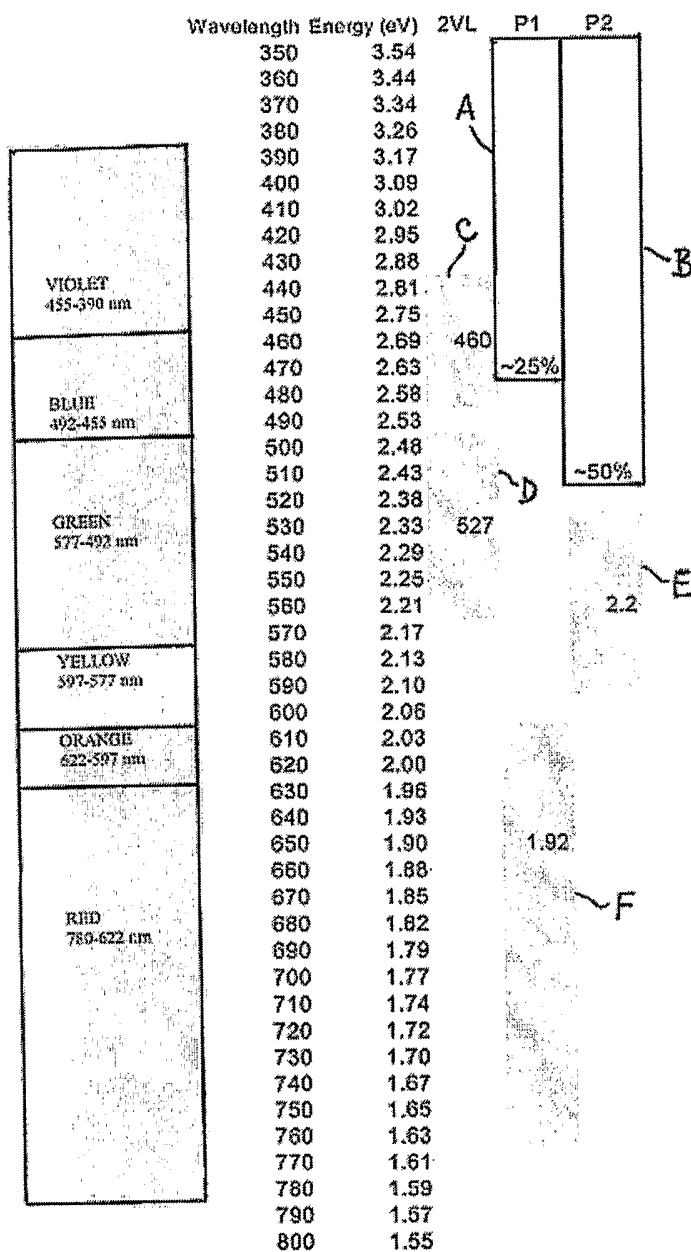 Wavelength Energy (eV) 2VL P1 P2
350 3.54
360 3.44
370 3.34
A
380 3.26
390 3.17
400 3.09
410 3.02
420 2.95
C
430 2.88
B
VIOLET
440 2.81
455-390 nm
450 2.75
460 2.69 460
470 2.63 ~25%
480 2.58
BLUE
490 2.53
492-455 nm
500 2.48
510 2.43 ~50%
D
520 2.38
GREEN
530 2.33 527
577-492 nm
540 2.29
550 2.25
E
560 2.21 2.2
570 2.17
YELLOW
580 2.13
597-577 nm
590 2.10
600 2.06
ORANGE
610 2.03
622-597 nm
620 2.00
630 1.96
640 1.93
650 1.90 1.92
660 1.88
670 1.85
F
RED
680 1.82
780-622 nm
690 1.79
700 1.77
710 1.74
720 1.72
730 1.70
740 1.67
750 1.65
760 1.63
770 1.61
780 1.59
790 1.57
800 1.55